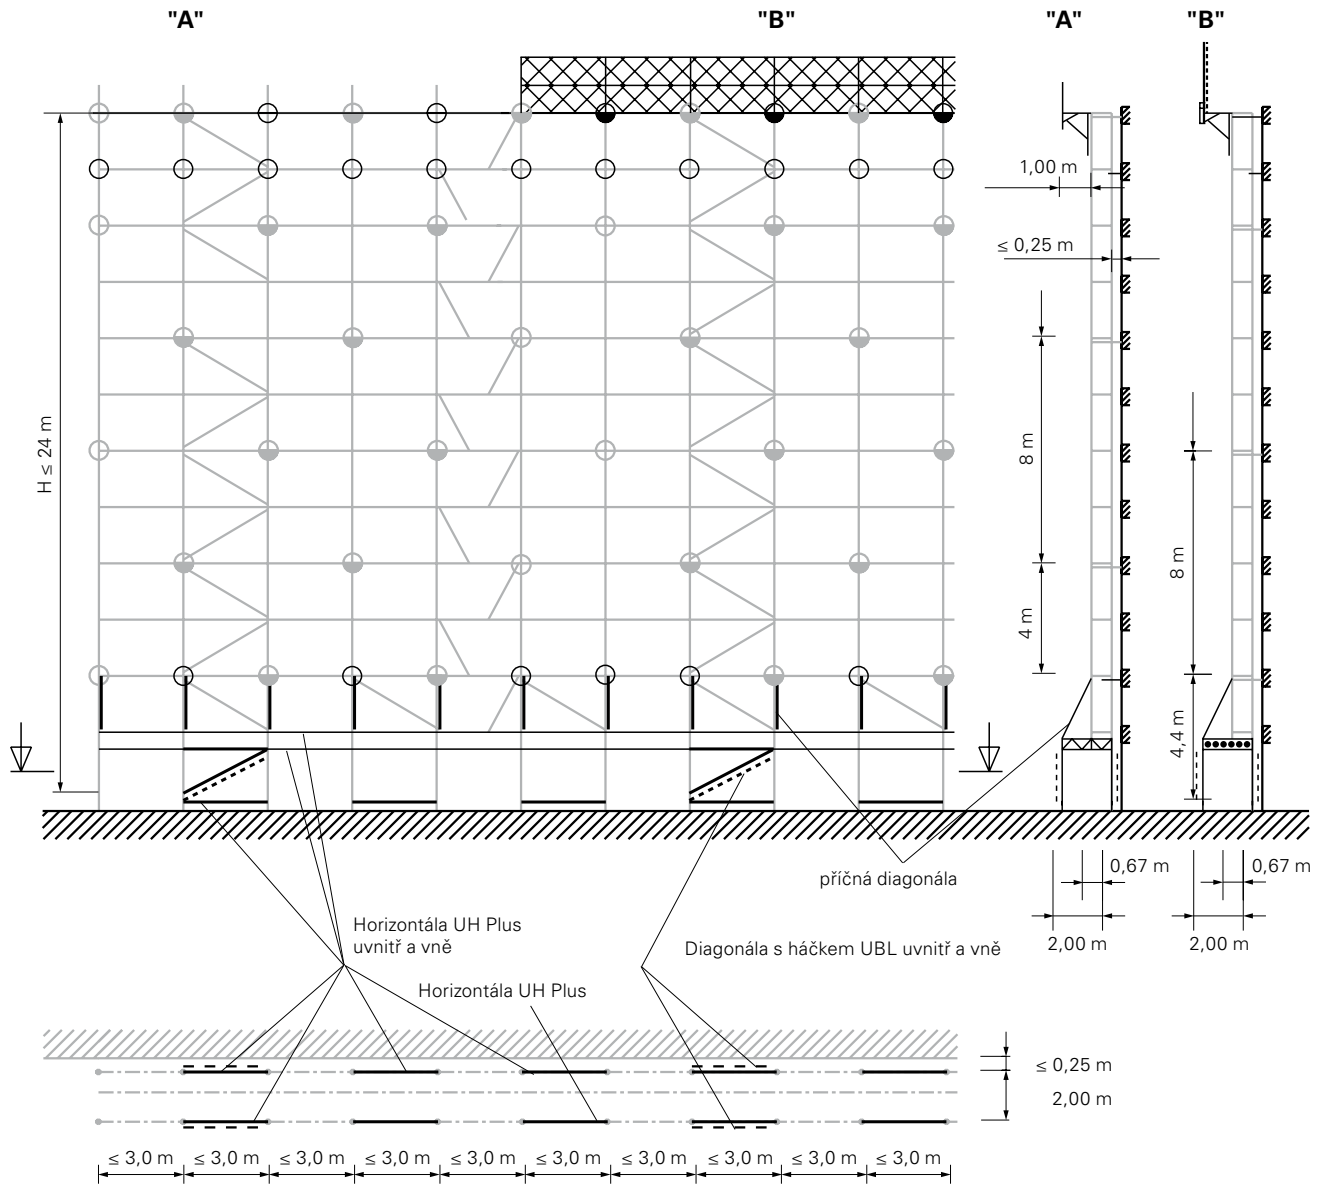 "A"
"B"
"A"
"B"
1,00 m
≤ 0,25 m
H ≤ 24 m
8 m
8 m
4 m
4,4 m
příčná diagonála
0,67 m
0,67 m
2,00 m
2,00 m
Horizontála UH Plus
uvnitř a vně
Diagonála s háčkem UBL uvnitř a vně
Horizontála UH Plus
≤ 0,25 m
2,00 m
≤ 3,0 m
≤ 3,0 m
≤ 3,0 m
≤ 3,0 m
≤ 3,0 m
≤ 3,0 m
≤ 3,0 m
≤ 3,0 m
≤ 3,0 m
≤ 3,0 m